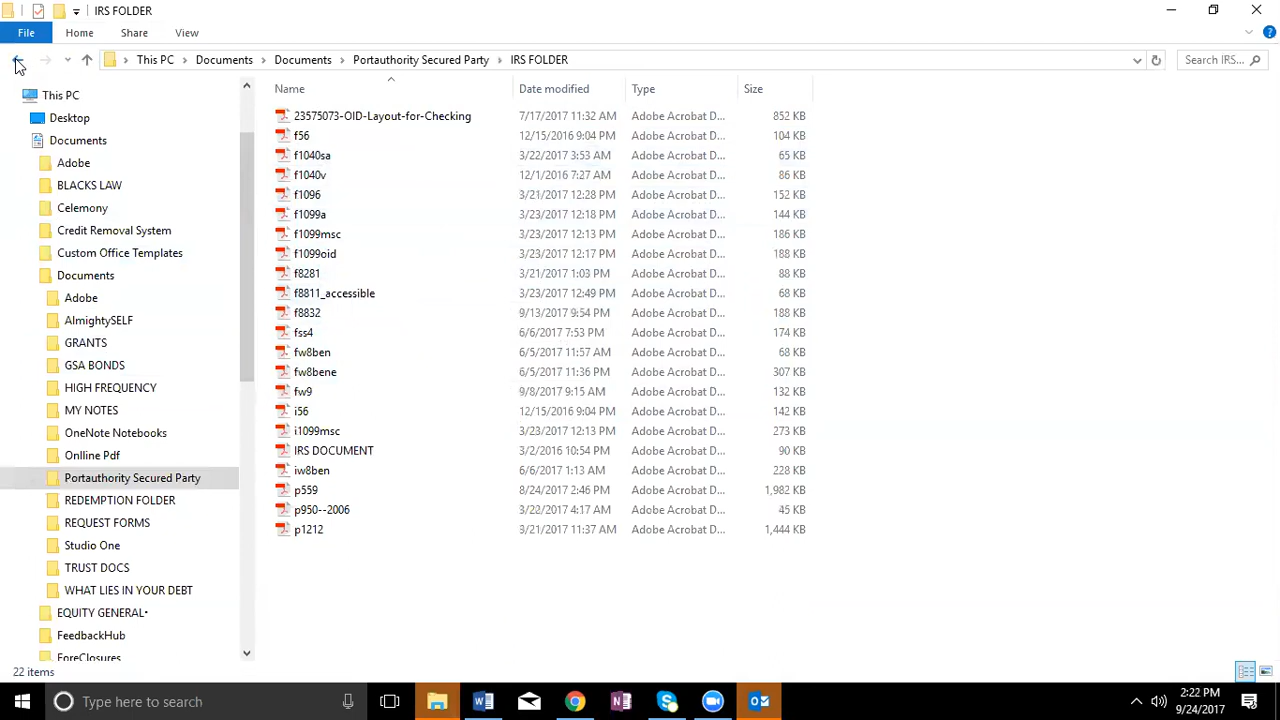 IRS FOLDER
File Home Share View
This PC Documents Documents Portauthority Secured Party IRS FOLDER Search IRS...
Name Date modified Type Size
23575073-OID-Layout-for-Checking 7/17/2017 11:32 AM Adobe Acrobat D... 852 KB
f56 12/15/2016 9:04 PM Adobe Acrobat D... 104 KB
f1040sa 3/22/2017 3:53 AM Adobe Acrobat D... 65 KB
f1040v 12/1/2016 7:27 AM Adobe Acrobat D... 86 KB
f1096 3/21/2017 12:28 PM Adobe Acrobat D... 152 KB
f1099a 3/23/2017 12:18 PM Adobe Acrobat D... 144 KB
f1099msc 3/23/2017 12:13 PM Adobe Acrobat D... 186 KB
f1099oid 3/23/2017 12:17 PM Adobe Acrobat D... 188 KB
f8281 3/21/2017 1:03 PM Adobe Acrobat D... 88 KB
f8811_accessible 3/23/2017 12:49 PM Adobe Acrobat D... 68 KB
f8832 9/13/2017 9:54 PM Adobe Acrobat D... 188 KB
fss4 6/6/2017 7:53 PM Adobe Acrobat D... 174 KB
fw8ben 6/5/2017 11:57 AM Adobe Acrobat D... 68 KB
fw8bene 6/5/2017 11:36 PM Adobe Acrobat D... 307 KB
fw9 9/8/2017 9:15 AM Adobe Acrobat D... 132 KB
i56 12/15/2016 9:04 PM Adobe Acrobat D... 142 KB
i1099msc 3/23/2017 12:13 PM Adobe Acrobat D... 273 KB
IRS DOCUMENT 3/2/2016 10:54 PM Adobe Acrobat D... 90 KB
iw8ben 6/6/2017 1:13 AM Adobe Acrobat D... 228 KB
p559 8/24/2017 2:46 PM Adobe Acrobat D... 1,982 KB
p950--2006 3/22/2017 4:17 AM Adobe Acrobat D... 45 KB
p1212 3/21/2017 11:37 AM Adobe Acrobat D... 1,444 KB
This PC
Desktop
Documents
Adobe
BLACKS LAW
Celemony
Credit Removal System
Custom Office Templates
Documents
Adobe
AlmightySELF
GRANTS
GSA BONDS
HIGH FREQUENCY
MY NOTES
OneNote Notebooks
Onlline Pdf
Portauthority Secured Party
REDEMPTION FOLDER
REQUEST FORMS
Studio One
TRUST DOCS
WHAT LIES IN YOUR DEBT
EQUITY GENERAL·
FeedbackHub
ForeClosures
22 items
Type here to search
2:22 PM
9/24/2017